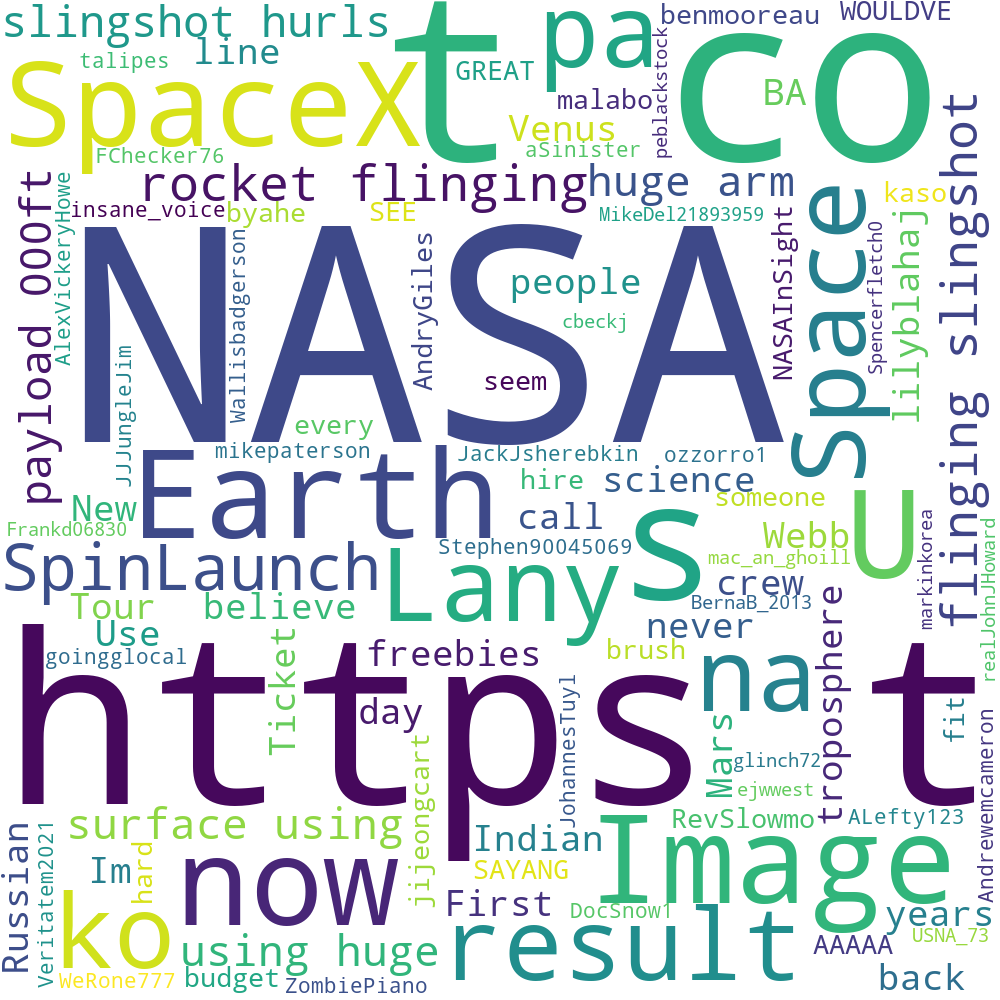 slingshot hurls
t
pa
co
benmooreau
WOULDVE
line
talipes
GREAT
SpaceX
malabo
peblackstock
BA
Venus
aSinister
FChecker76
rocket flinging
huge arm
flinging slingshot
payload 000ft
AlexVickeryHowe
insane_voice
byahe
SEE
MikeDel21893959
kaso
Space
lilyblahaj
Spencerfletch0
NASAInSight
NASA
Wallisbadgerson
AndryGiles
people
cbeckj
seem
JJJungleJim
every
mikepaterson
JackJsherebkin
ozzorro1
Earth
hire
science
someone
U
New
call
Frankd06830
Stephen90045069
Webb
mac_an_ghoill
SpinLaunch
Lany
s
crew
markinkorea
realJohnJHoward
Tour
believe
BernaB_2013
Use
never
goingglocal
Ticket
freebies
brush
na
troposphere
https t
day
JohannesTuyl
Mars
glinch72
fit
Andrewemcameron
jijeongcart
ejwwest
surface using
Indian
Image
RevSlowmo
ALefty123
Russian
Veritatem2021
Im
hard
now
SAYANG
First
DocSnow1
years
ko
using huge
result
AAAAA
USNA_73
WeRone777
budget
ZombiePiano
back